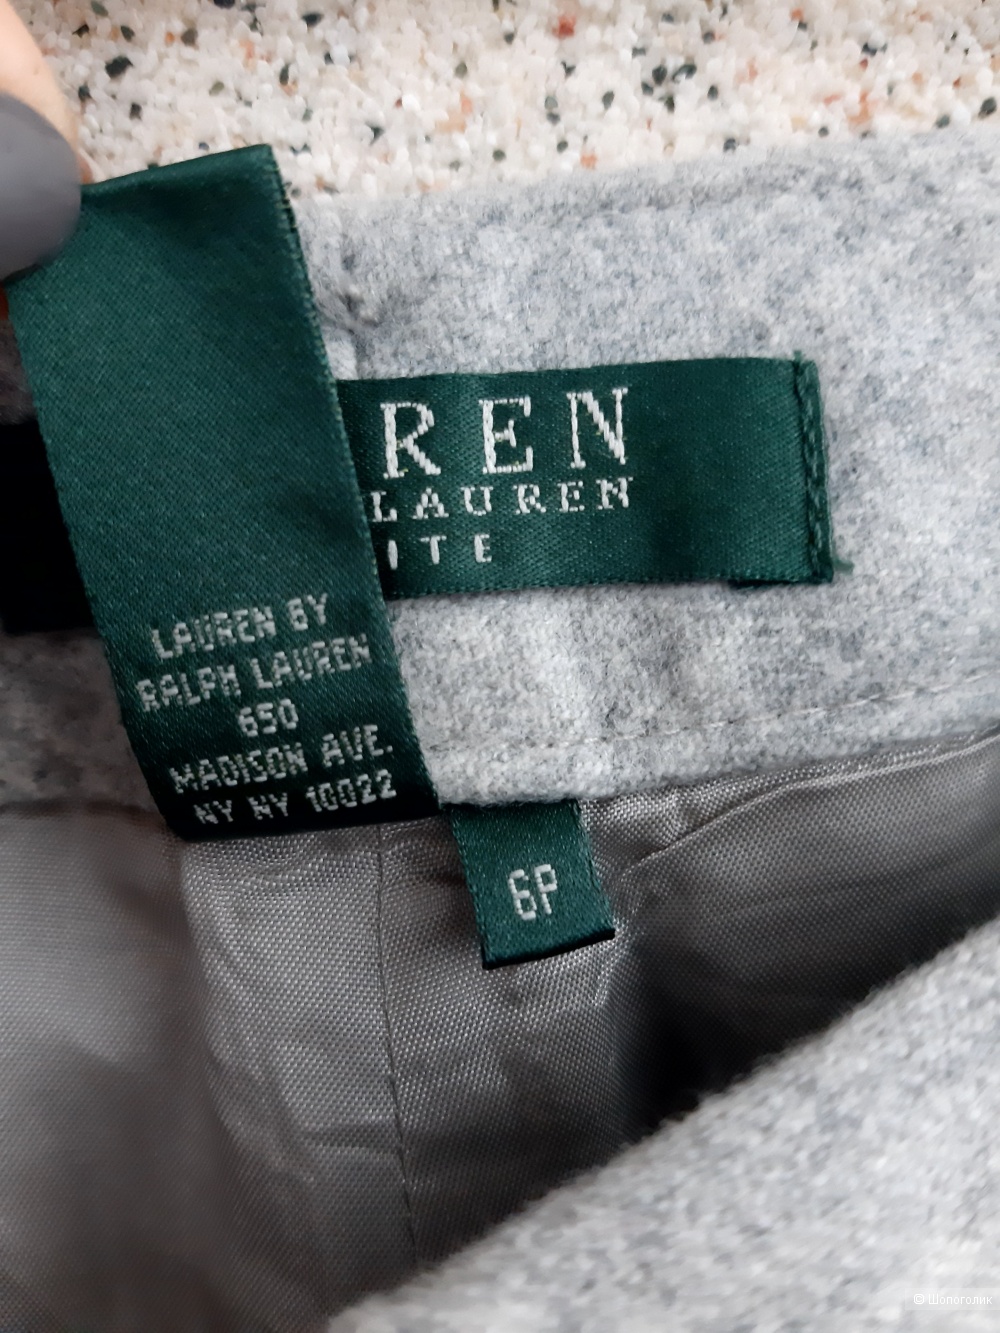 REN
LAUREN
ITE
LAUREN BY
RALPH LAUREN
650
MADISON AVE.
NY NY 10022
6P
© Шопоголик